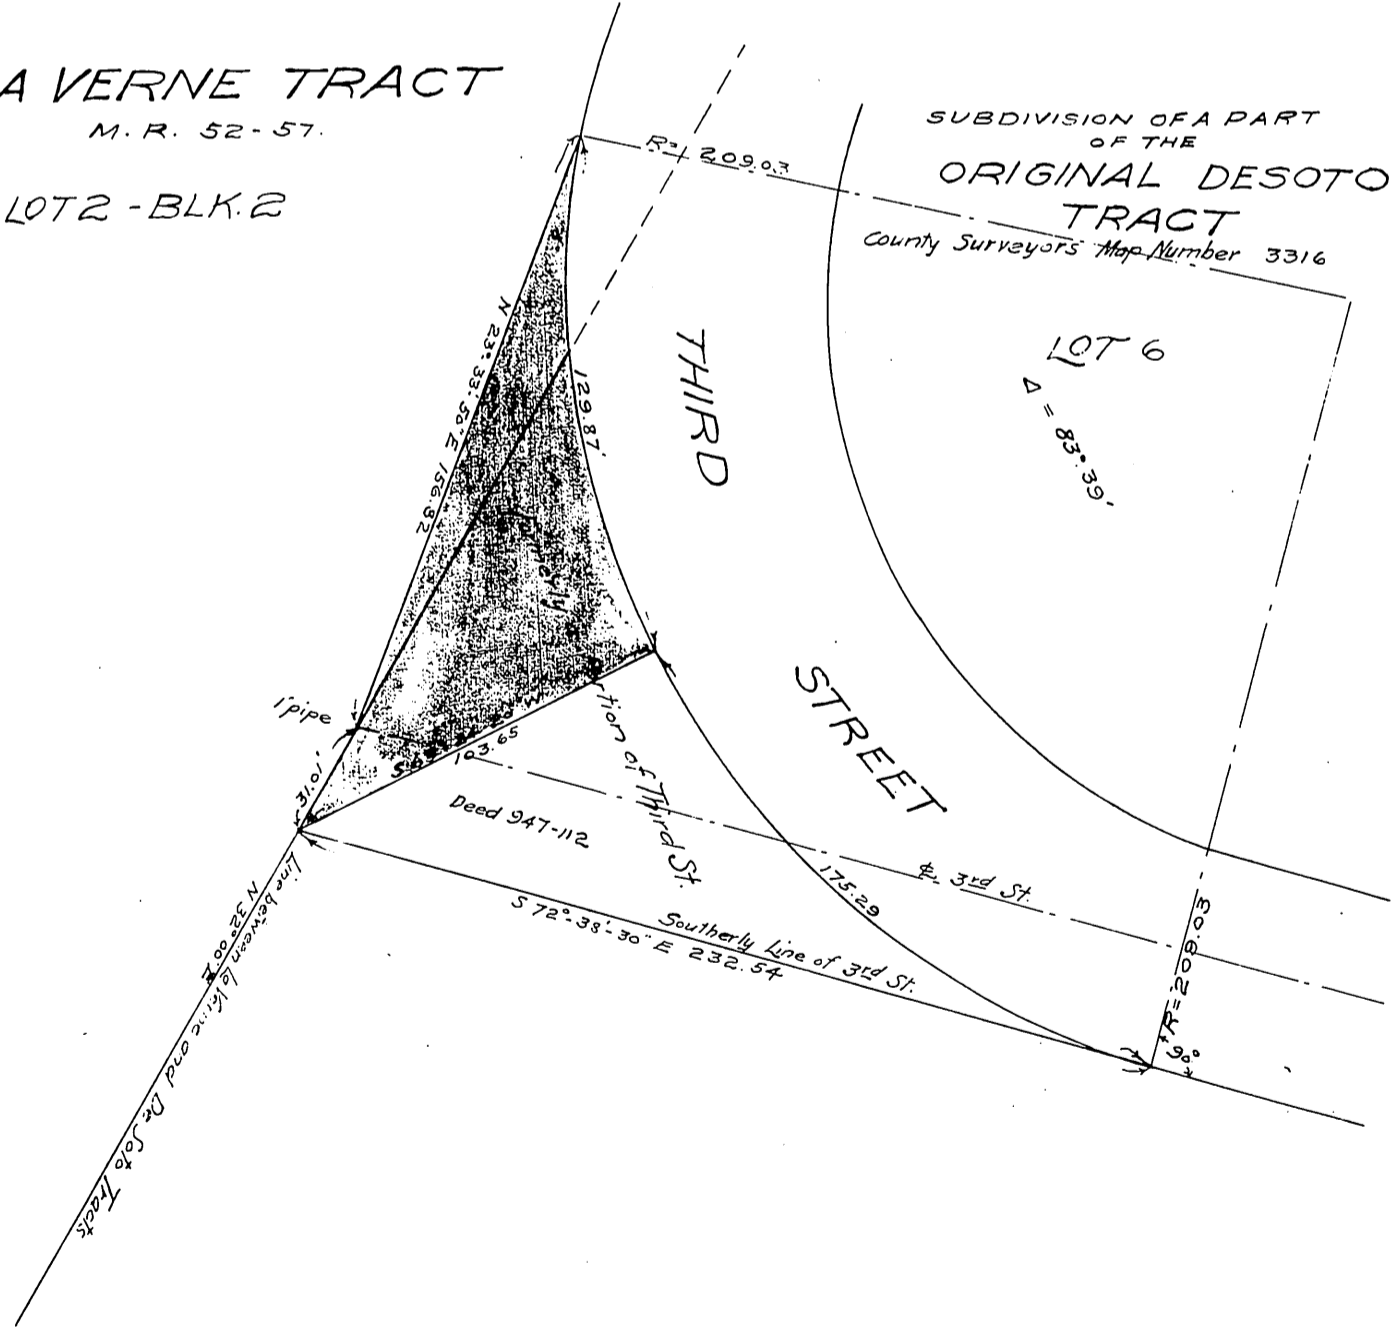 A VERNE TRACT
M. R. 52-57.
LOT 2 - BLK. 2
SUBDIVISION OF A PART
OF THE
ORIGINAL DESOTO
TRACT
County Surveyors Map Number 3316
R= 209.03
LOT 6
Δ = 83°.39'
THIRD
STREET
N 23°.33'.50" E 156.82
129.87'
1" pipe
31.01'
103.65
rtion of Third St.
Deed 947-112
℄ 3rd St.
175.29
Southerly Line of 3rd St.
S 72°-38'-30" E 232.54
R=209.03
90°
N 32° 00' E
Line between La Verne and De Soto Tracts